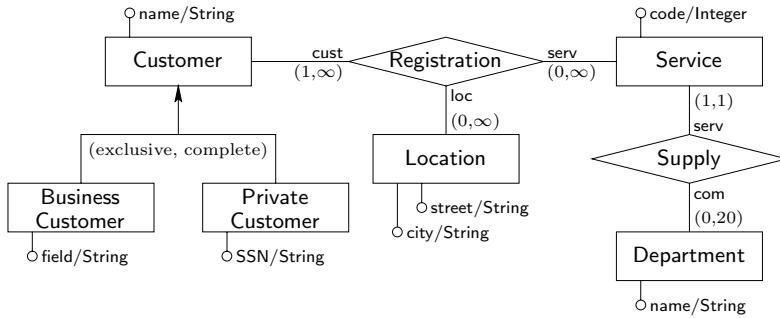 name/String
code/Integer
Customer
cust
(1,∞)
Registration
serv
(0,∞)
Service
loc
(0,∞)
(1,1)
serv
(exclusive, complete)
Location
Supply
Business
Customer
Private
Customer
street/String
city/String
com
(0,20)
field/String
SSN/String
Department
name/String